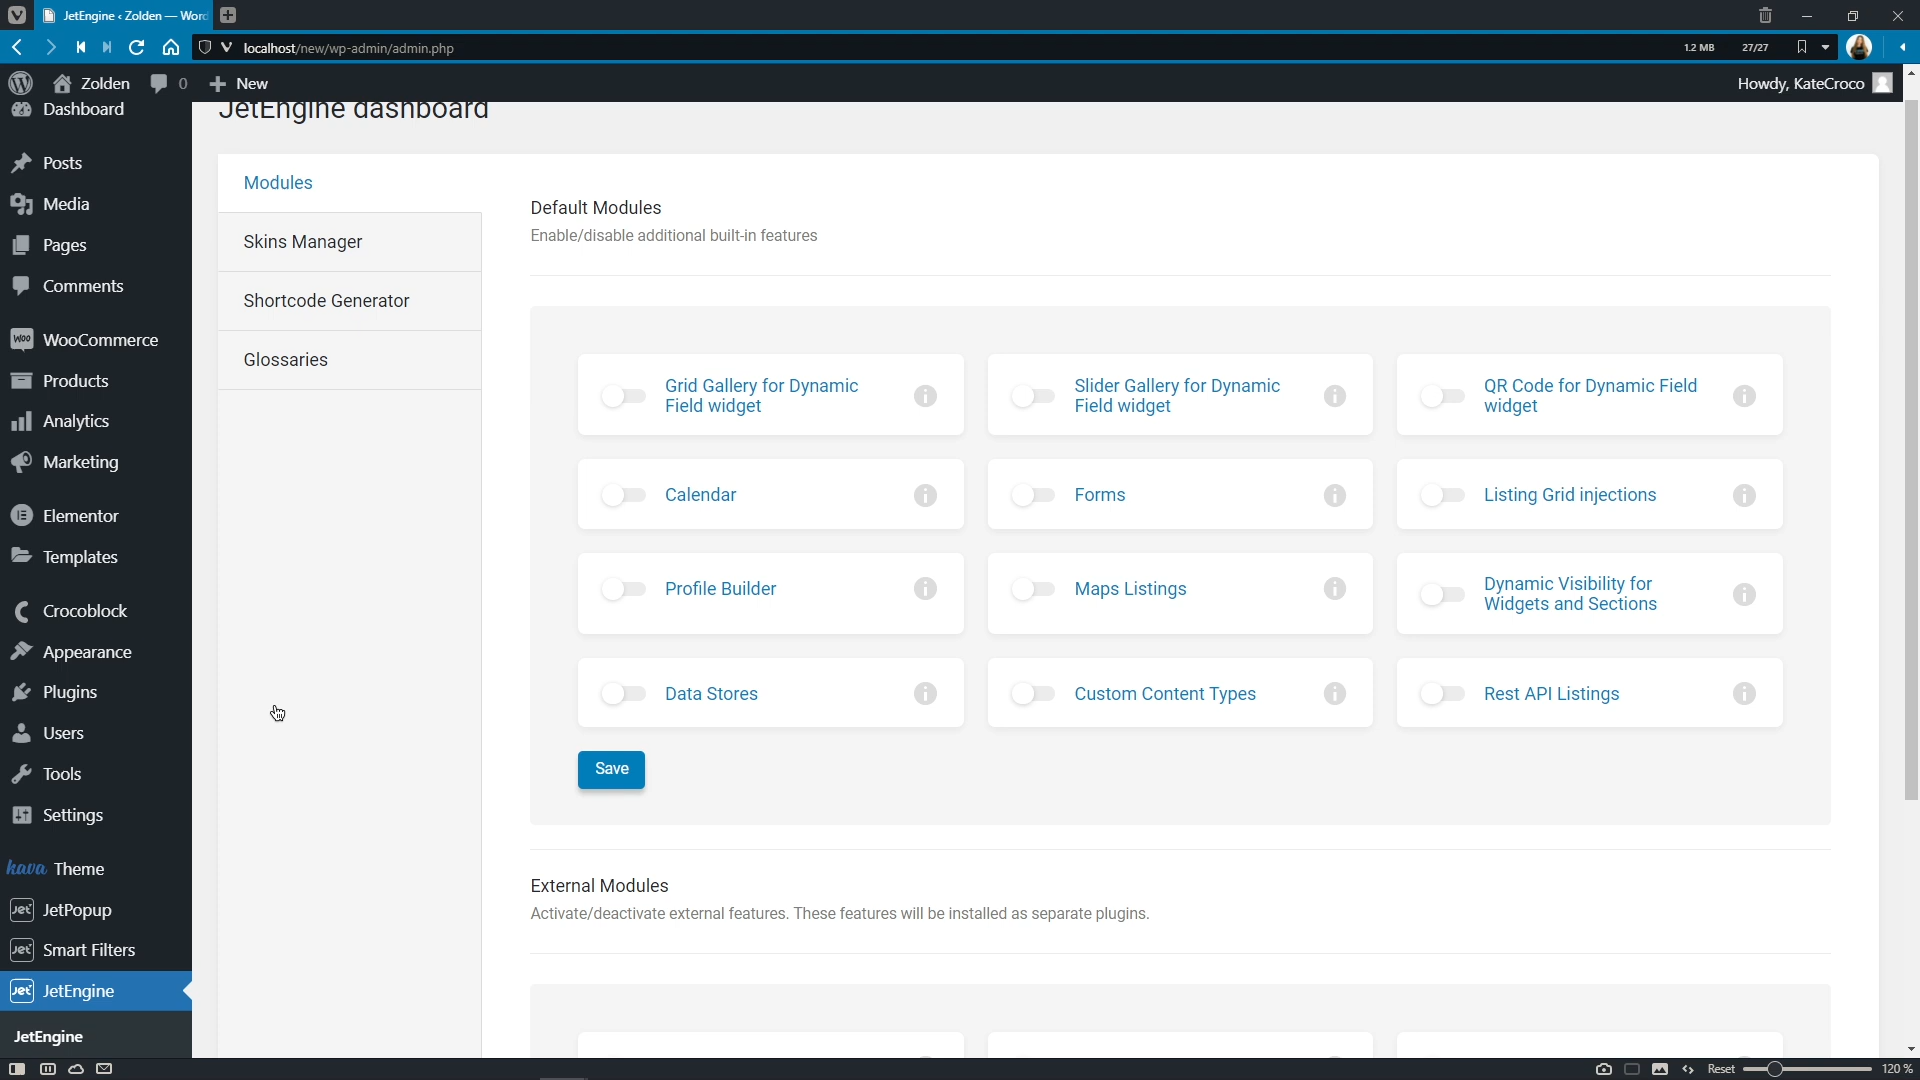 JetEngine ‹ Zolden — Word
localhost/new/wp-admin/admin.php
1.2 MB
27/27
Zolden
0
New
Howdy, KateCroco
Dashboard
Posts
Media
Pages
Comments
WooCommerce
Products
Analytics
Marketing
Elementor
Templates
Crocoblock
Appearance
Plugins
Users
Tools
Settings
kava Theme
JetPopup
Smart Filters
JetEngine
JetEngine
JetEngine dashboard
Modules
Skins Manager
Shortcode Generator
Glossaries
Default Modules
Enable/disable additional built-in features
Grid Gallery for Dynamic
Field widget
Slider Gallery for Dynamic
Field widget
QR Code for Dynamic Field
widget
Calendar
Forms
Listing Grid injections
Profile Builder
Maps Listings
Dynamic Visibility for
Widgets and Sections
Data Stores
Custom Content Types
Rest API Listings
Save
External Modules
Activate/deactivate external features. These features will be installed as separate plugins.
Reset
120 %